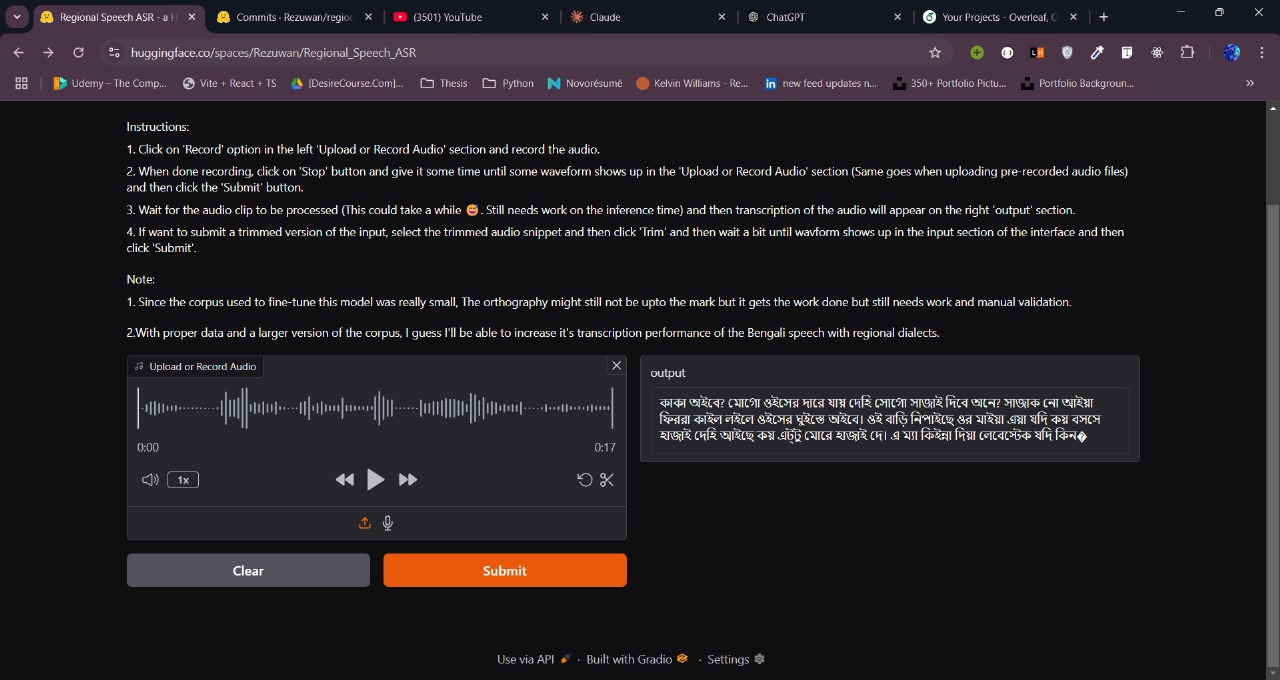 Regional Speech ASR - a H
Commits · Rezuwan/region
(3501) YouTube
Claude
ChatGPT
Your Projects - Overleaf, O
huggingface.co/spaces/Rezuwan/Regional_Speech_ASR
Udemy – The Comp...
Vite + React + TS
[DesireCourse.Com]...
Thesis
Python
Novorésumé
Kelvin Williams - Re...
new feed updates n...
350+ Portfolio Pictu...
Portfolio Backgroun...
Instructions:
1. Click on 'Record' option in the left 'Upload or Record Audio' section and record the audio.
2. When done recording, click on 'Stop' button and give it some time until some waveform shows up in the 'Upload or Record Audio' section (Same goes when uploading pre-recorded audio files)
and then click the 'Submit' button.
3. Wait for the audio clip to be processed (This could take a while 😅. Still needs work on the inference time) and then transcription of the audio will appear on the right 'output' section.
4. If want to submit a trimmed version of the input, select the trimmed audio snippet and then click 'Trim' and then wait a bit until wavform shows up in the input section of the interface and then
click 'Submit'.
Note:
1. Since the corpus used to fine-tune this model was really small, The orthography might still not be upto the mark but it gets the work done but still needs work and manual validation.
2.With proper data and a larger version of the corpus, I guess I'll be able to increase it's transcription performance of the Bengali speech with regional dialects.
Upload or Record Audio
output
কাকা অইবে? মোগো ওইসের দারে যায় দেহি সোগো সাজাই দিবে অনে? সাজাক নো আইয়া
ফিররা কাইল লইলে ওইসের ঘুইন্তে অইবে। ওই বাড়ি নিপাইছে ওর মাইয়া এয়া যদি কয় বসসে
হাজাই দেহি আইছে কয় এট্টু মোরে হাজাই দে। এ ম্যা কিইন্না দিয়া লেবেস্টেক যদি কিন�
0:00
0:17
1x
Clear
Submit
Use via API · Built with Gradio · Settings